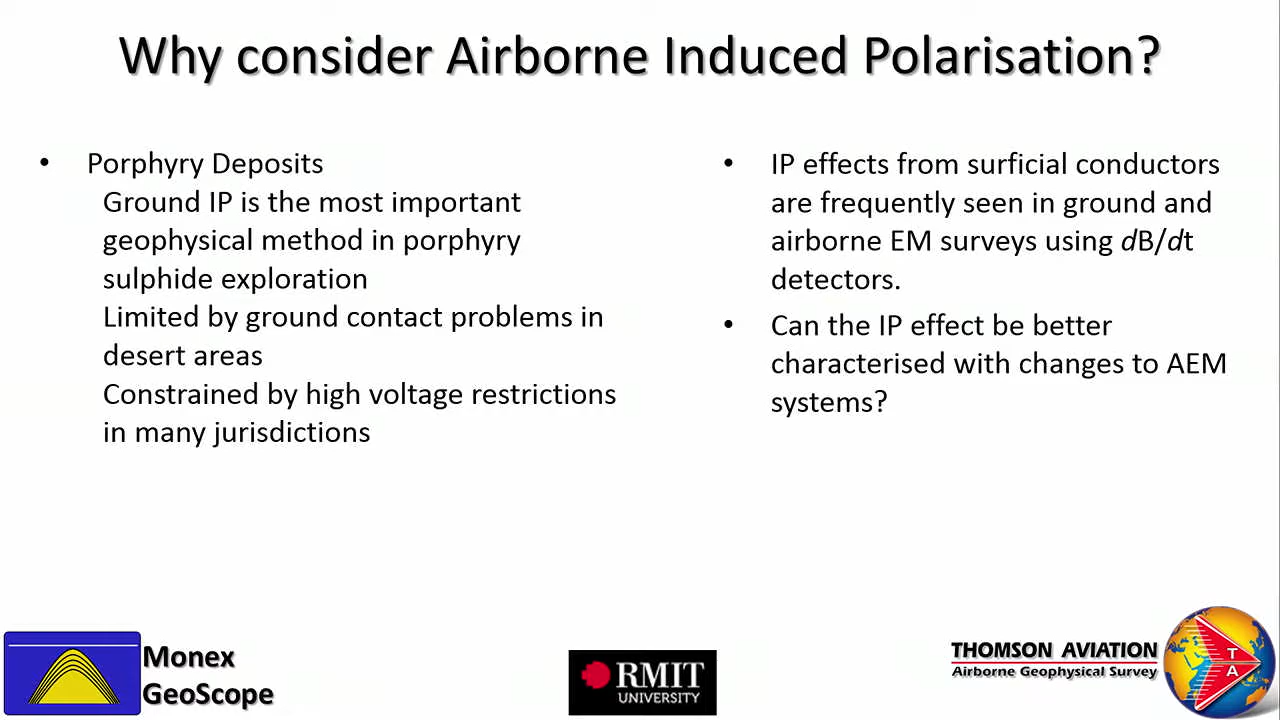 Why consider Airborne Induced Polarisation?
• Porphyry Deposits
Ground IP is the most important
geophysical method in porphyry
sulphide exploration
Limited by ground contact problems in
desert areas
Constrained by high voltage restrictions
in many jurisdictions
• IP effects from surficial conductors
are frequently seen in ground and
airborne EM surveys using dB/dt
detectors.
• Can the IP effect be better
characterised with changes to AEM
systems?
Monex
GeoScope
RMIT
UNIVERSITY
THOMSON AVIATION
Airborne Geophysical Survey
T
A